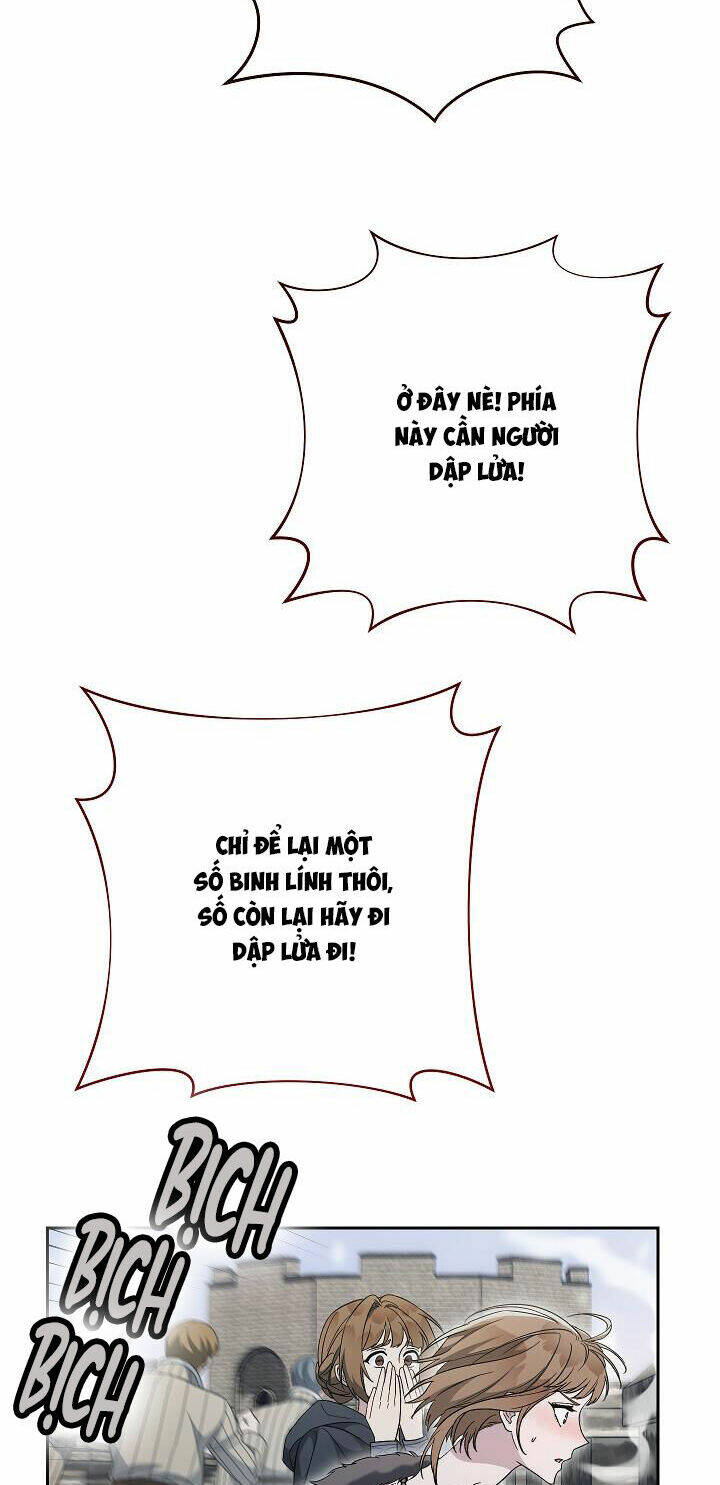 Ở ĐÂY NÈ! PHÍA
NÀY CẦN NGƯỜI
DẬP LỬA!
CHỈ ĐỂ LẠI MỘT
SỐ BINH LÍNH THÔI,
SỐ CÒN LẠI HÃY ĐI
DẬP LỬA ĐI!
BỊCH
BỊCH
BỊCH